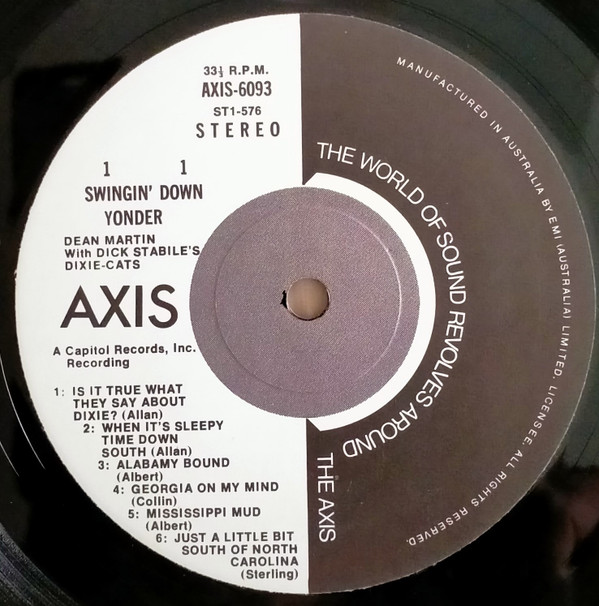 33⅓ R.P.M.
AXIS-6093
ST1-576
STEREO
1 1
SWINGIN' DOWN
YONDER
DEAN MARTIN
With DICK STABILE'S
DIXIE-CATS
AXIS
A Capitol Records, Inc.
Recording
1: IS IT TRUE WHAT
THEY SAY ABOUT
DIXIE? (Allan)
2: WHEN IT'S SLEEPY
TIME DOWN
SOUTH (Allan)
3: ALABAMY BOUND
(Albert)
4: GEORGIA ON MY MIND
(Collin)
5: MISSISSIPPI MUD
(Albert)
6: JUST A LITTLE BIT
SOUTH OF NORTH
CAROLINA
(Sterling)
THE WORLD OF SOUND REVOLVES AROUND
THE AXIS
MANUFACTURED IN AUSTRALIA BY EMI (AUSTRALIA) LIMITED, LICENSEE. ALL RIGHTS RESERVED.